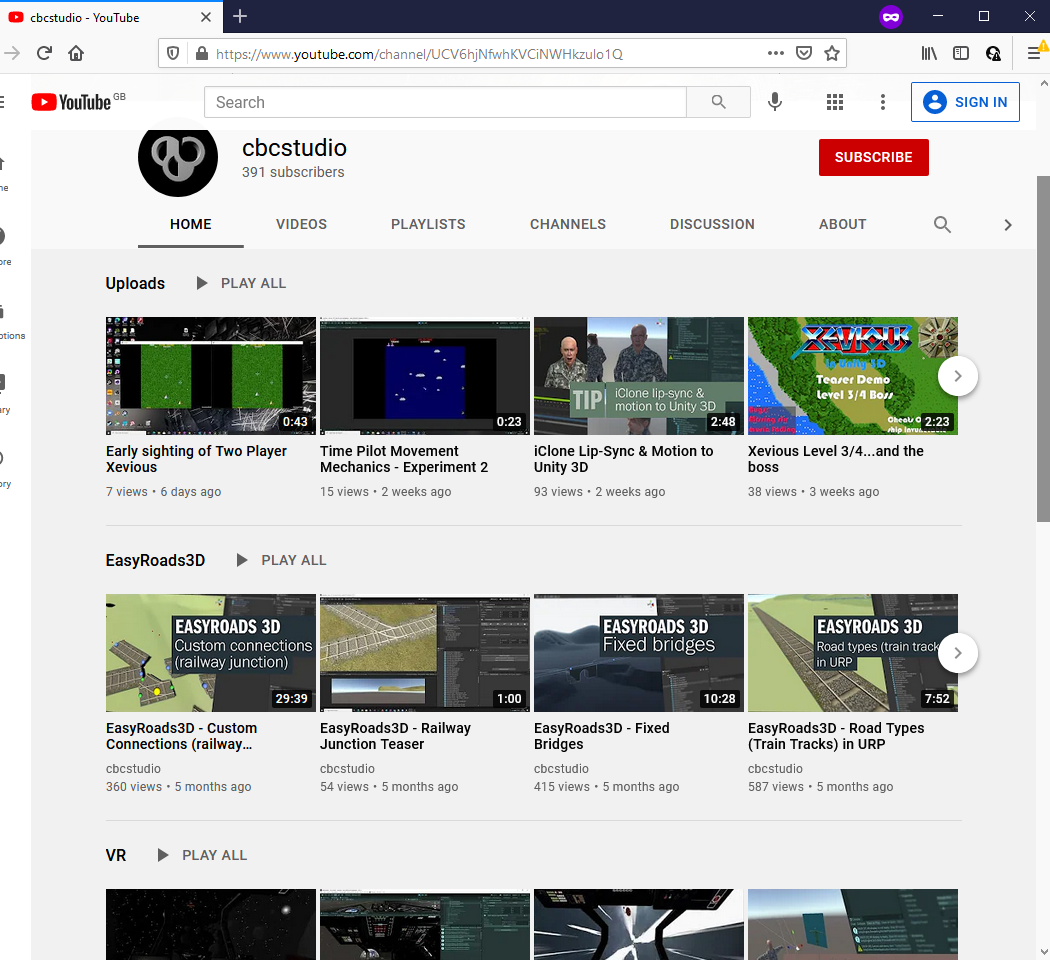 cbcstudio - YouTube
https://www.youtube.com/channel/UCV6hjNfwhKVCiNWHkzulo1Q
YouTube GB
Search
SIGN IN
cbcstudio
391 subscribers
SUBSCRIBE
HOME VIDEOS PLAYLISTS CHANNELS DISCUSSION ABOUT
Uploads PLAY ALL
0:43
0:23
TIP iClone lip-sync &
motion to Unity 3D
2:48
XEVIOUS
in Unity 3D
Teaser Demo
Level 3/4 Boss
2:23
Early sighting of Two Player
Xevious
7 views • 6 days ago
Time Pilot Movement
Mechanics - Experiment 2
15 views • 2 weeks ago
iClone Lip-Sync & Motion to
Unity 3D
93 views • 2 weeks ago
Xevious Level 3/4...and the
boss
38 views • 3 weeks ago
EasyRoads3D PLAY ALL
EASYROADS 3D
Custom connections
(railway junction)
29:39
1:00
EASYROADS 3D
Fixed bridges
10:28
EASYROADS 3D
Road types (train track
in URP
7:52
EasyRoads3D - Custom
Connections (railway...
cbcstudio
360 views • 5 months ago
EasyRoads3D - Railway
Junction Teaser
cbcstudio
54 views • 5 months ago
EasyRoads3D - Fixed
Bridges
cbcstudio
415 views • 5 months ago
EasyRoads3D - Road Types
(Train Tracks) in URP
cbcstudio
587 views • 5 months ago
VR PLAY ALL